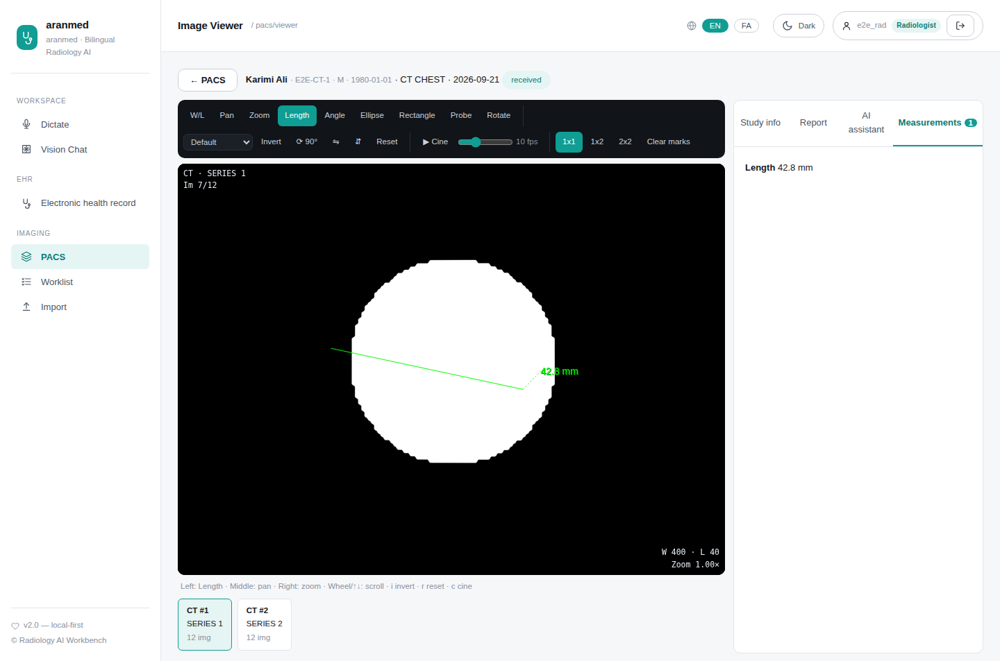 aranmed
aranmed · Bilingual
Radiology AI
WORKSPACE
Dictate
Vision Chat
EHR
Electronic health record
IMAGING
PACS
Worklist
Import
v2.0 — local-first
© Radiology AI Workbench
Image Viewer / pacs/viewer
EN FA Dark e2e_rad Radiologist
← PACS Karimi Ali · E2E-CT-1 · M · 1980-01-01 · CT CHEST · 2026-09-21 received
W/L Pan Zoom Length Angle Ellipse Rectangle Probe Rotate
Default Invert ⟳ 90° ⇋ ⇵ Reset ▶ Cine 10 fps 1x1 1x2 2x2 Clear marks
CT · SERIES 1
Im 7/12
42.8 mm
W 400 · L 40
Zoom 1.00×
Left: Length · Middle: pan · Right: zoom · Wheel/↑↓: scroll · i invert · r reset · c cine
CT #1
SERIES 1
12 img
CT #2
SERIES 2
12 img
Study info Report AI assistant Measurements 1
Length 42.8 mm